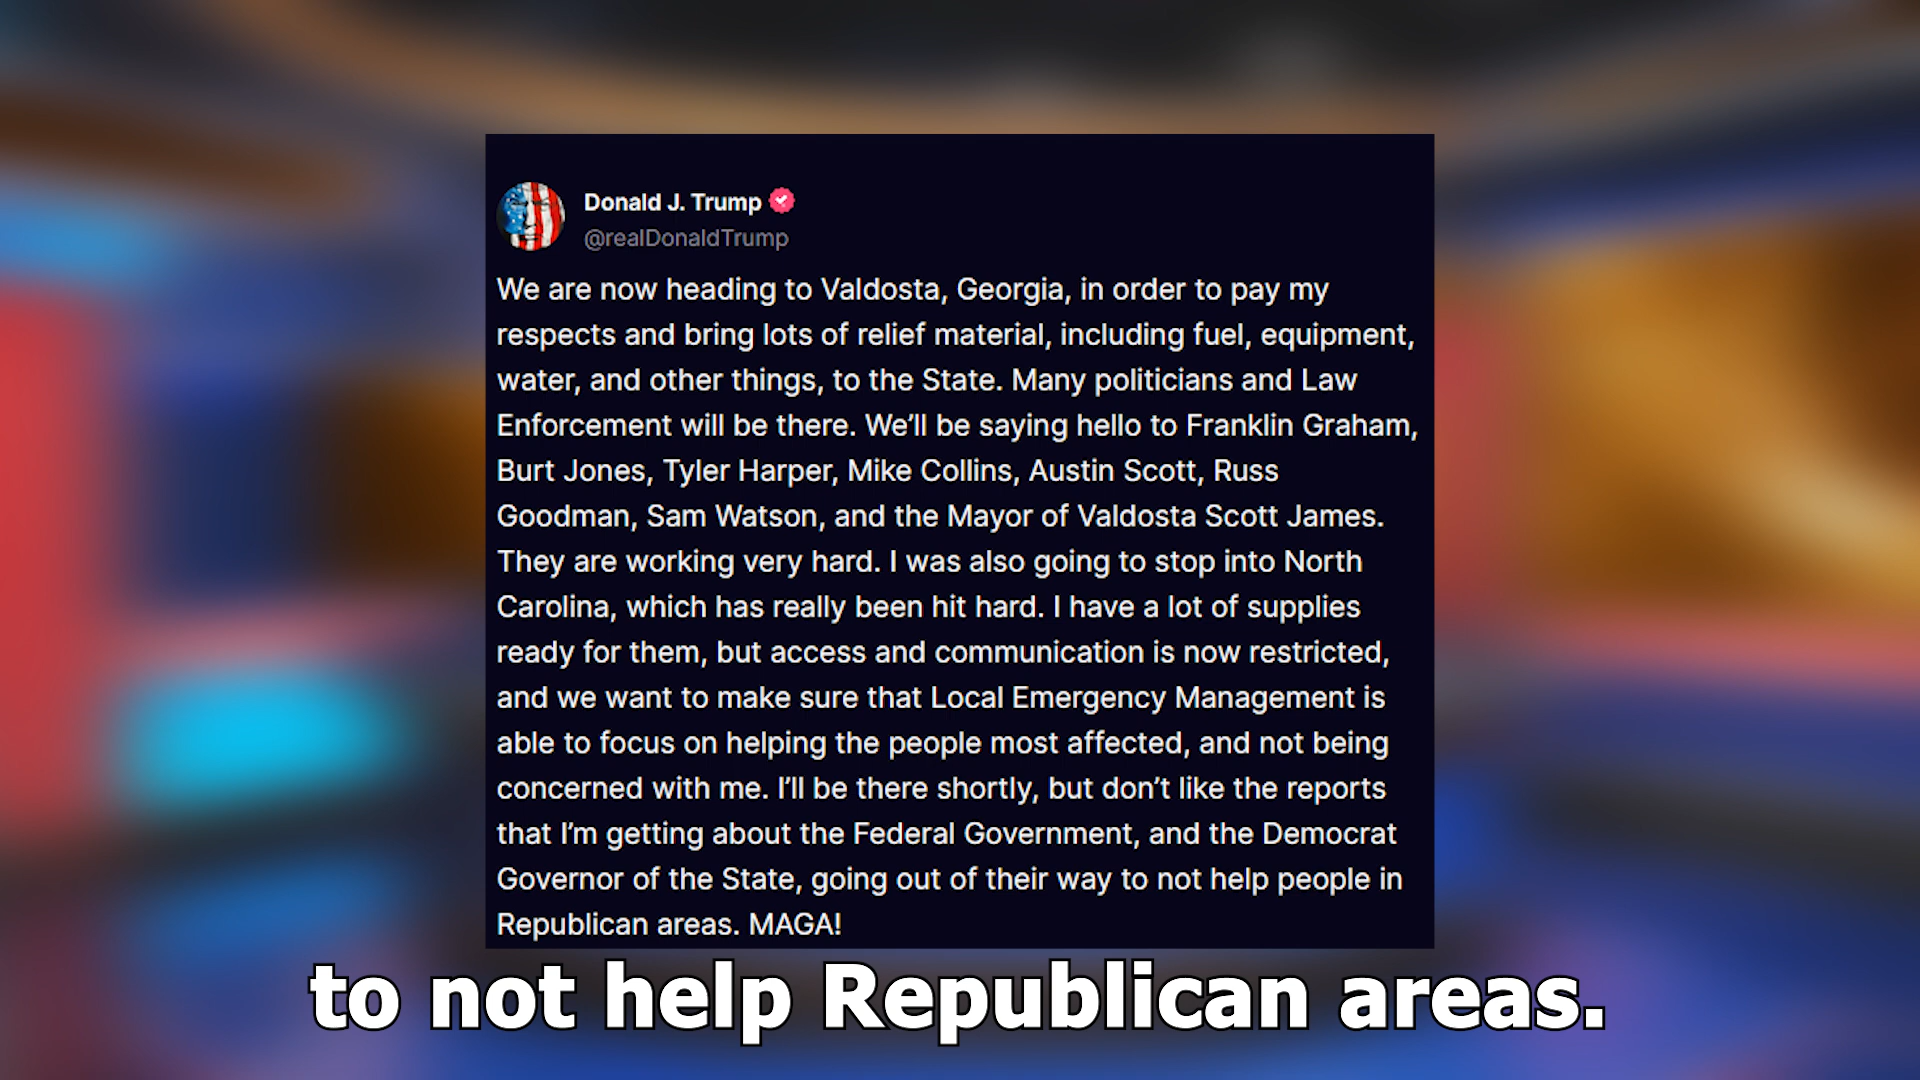 Donald J. Trump
@realDonaldTrump
We are now heading to Valdosta, Georgia, in order to pay my
respects and bring lots of relief material, including fuel, equipment,
water, and other things, to the State. Many politicians and Law
Enforcement will be there. We’ll be saying hello to Franklin Graham,
Burt Jones, Tyler Harper, Mike Collins, Austin Scott, Russ
Goodman, Sam Watson, and the Mayor of Valdosta Scott James.
They are working very hard. I was also going to stop into North
Carolina, which has really been hit hard. I have a lot of supplies
ready for them, but access and communication is now restricted,
and we want to make sure that Local Emergency Management is
able to focus on helping the people most affected, and not being
concerned with me. I’ll be there shortly, but don’t like the reports
that I’m getting about the Federal Government, and the Democrat
Governor of the State, going out of their way to not help people in
Republican areas. MAGA!
to not help Republican areas.